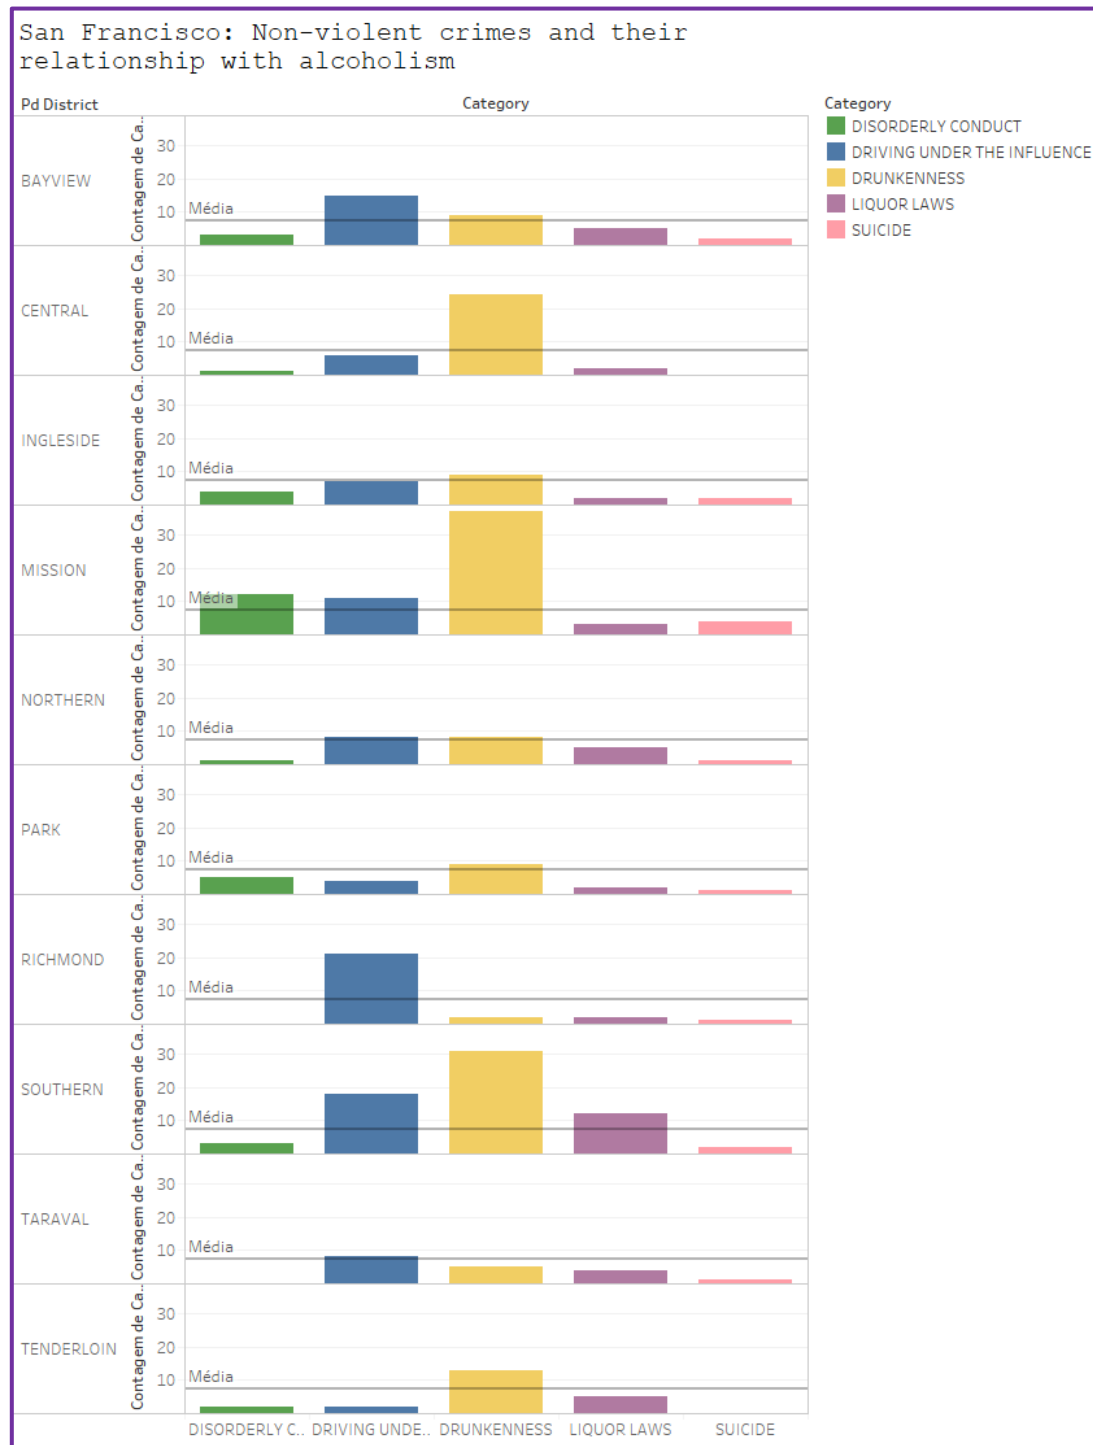 San Francisco: Non-violent crimes and their
relationship with alcoholism
Pd District
Category
Category
DISORDERLY CONDUCT
DRIVING UNDER THE INFLUENCE
DRUNKENNESS
LIQUOR LAWS
SUICIDE
BAYVIEW
Contagem de Ca..
30
20
10
Média
CENTRAL
Contagem de Ca..
30
20
10
Média
INGLESIDE
Contagem de Ca..
30
20
10
Média
MISSION
Contagem de Ca..
30
20
10
Média
NORTHERN
Contagem de Ca..
30
20
10
Média
PARK
Contagem de Ca..
30
20
10
Média
RICHMOND
Contagem de Ca..
30
20
10
Média
SOUTHERN
Contagem de Ca..
30
20
10
Média
TARAVAL
Contagem de Ca..
30
20
10
Média
TENDERLOIN
Contagem de Ca..
30
20
10
Média
DISORDERLY C.. DRIVING UNDE.. DRUNKENNESS LIQUOR LAWS SUICIDE